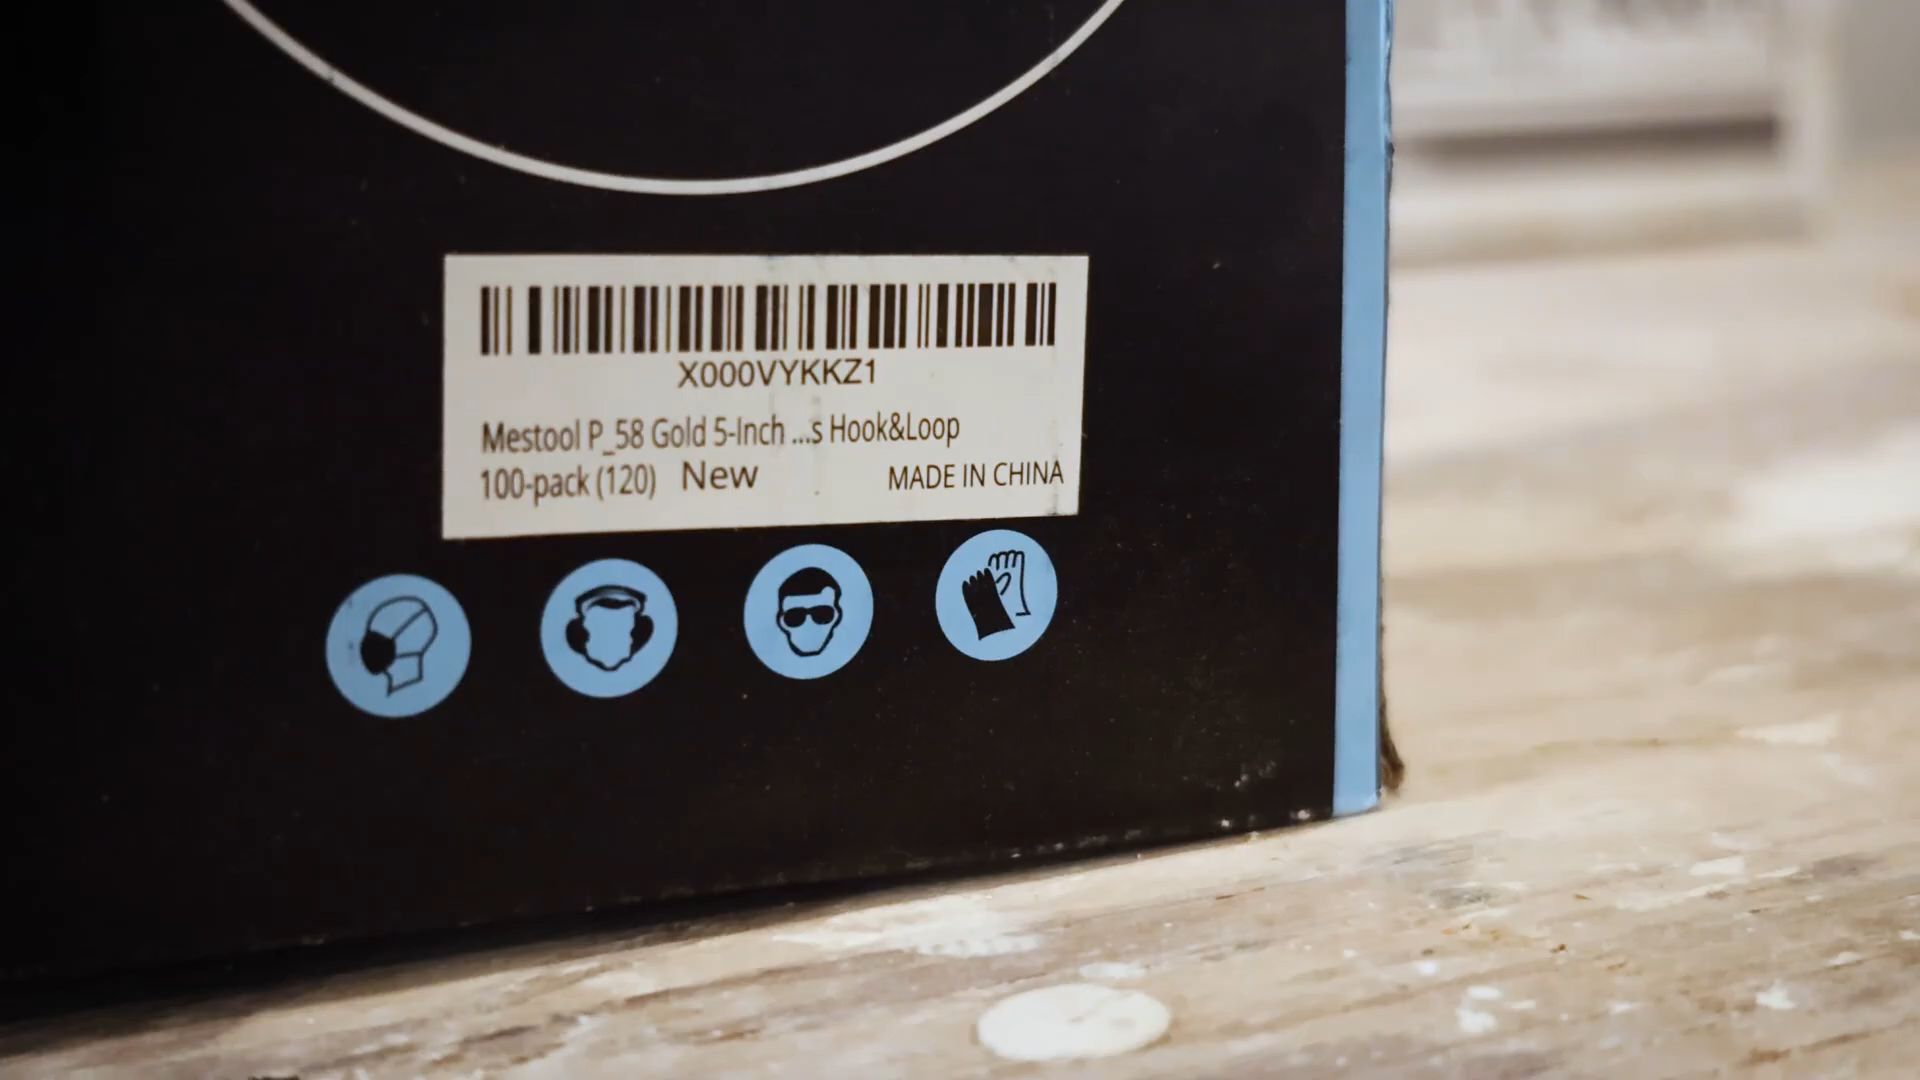 X000VYKKZ1
Mestool P_58 Gold 5-Inch ...s Hook&Loop
100-pack (120) New MADE IN CHINA